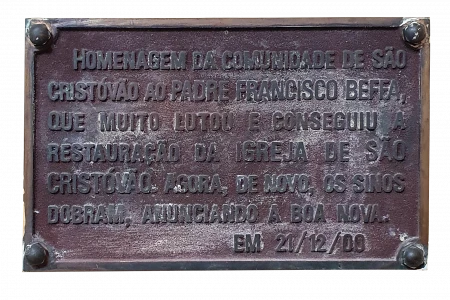 HOMENAGEM DA COMUNIDADE DE SÃO
CRISTÓVÃO AO PADRE FRANCISCO BEFFA,
QUE MUITO LUTOU E CONSEGUIU A
RESTAURAÇÃO DA IGREJA DE SÃO
CRISTÓVÃO. AGORA, DE NOVO, OS SINOS
DOBRAM, ANUNCIANDO A BOA NOVA.
EM 21/12/00